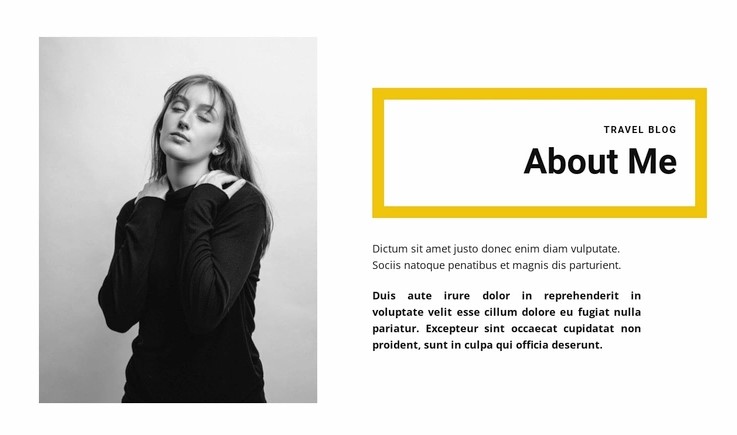 TRAVEL BLOG
About Me
Dictum sit amet justo donec enim diam vulputate.
Sociis natoque penatibus et magnis dis parturient.
Duis aute irure dolor in reprehenderit in
voluptate velit esse cillum dolore eu fugiat nulla
pariatur. Excepteur sint occaecat cupidatat non
proident, sunt in culpa qui officia deserunt.